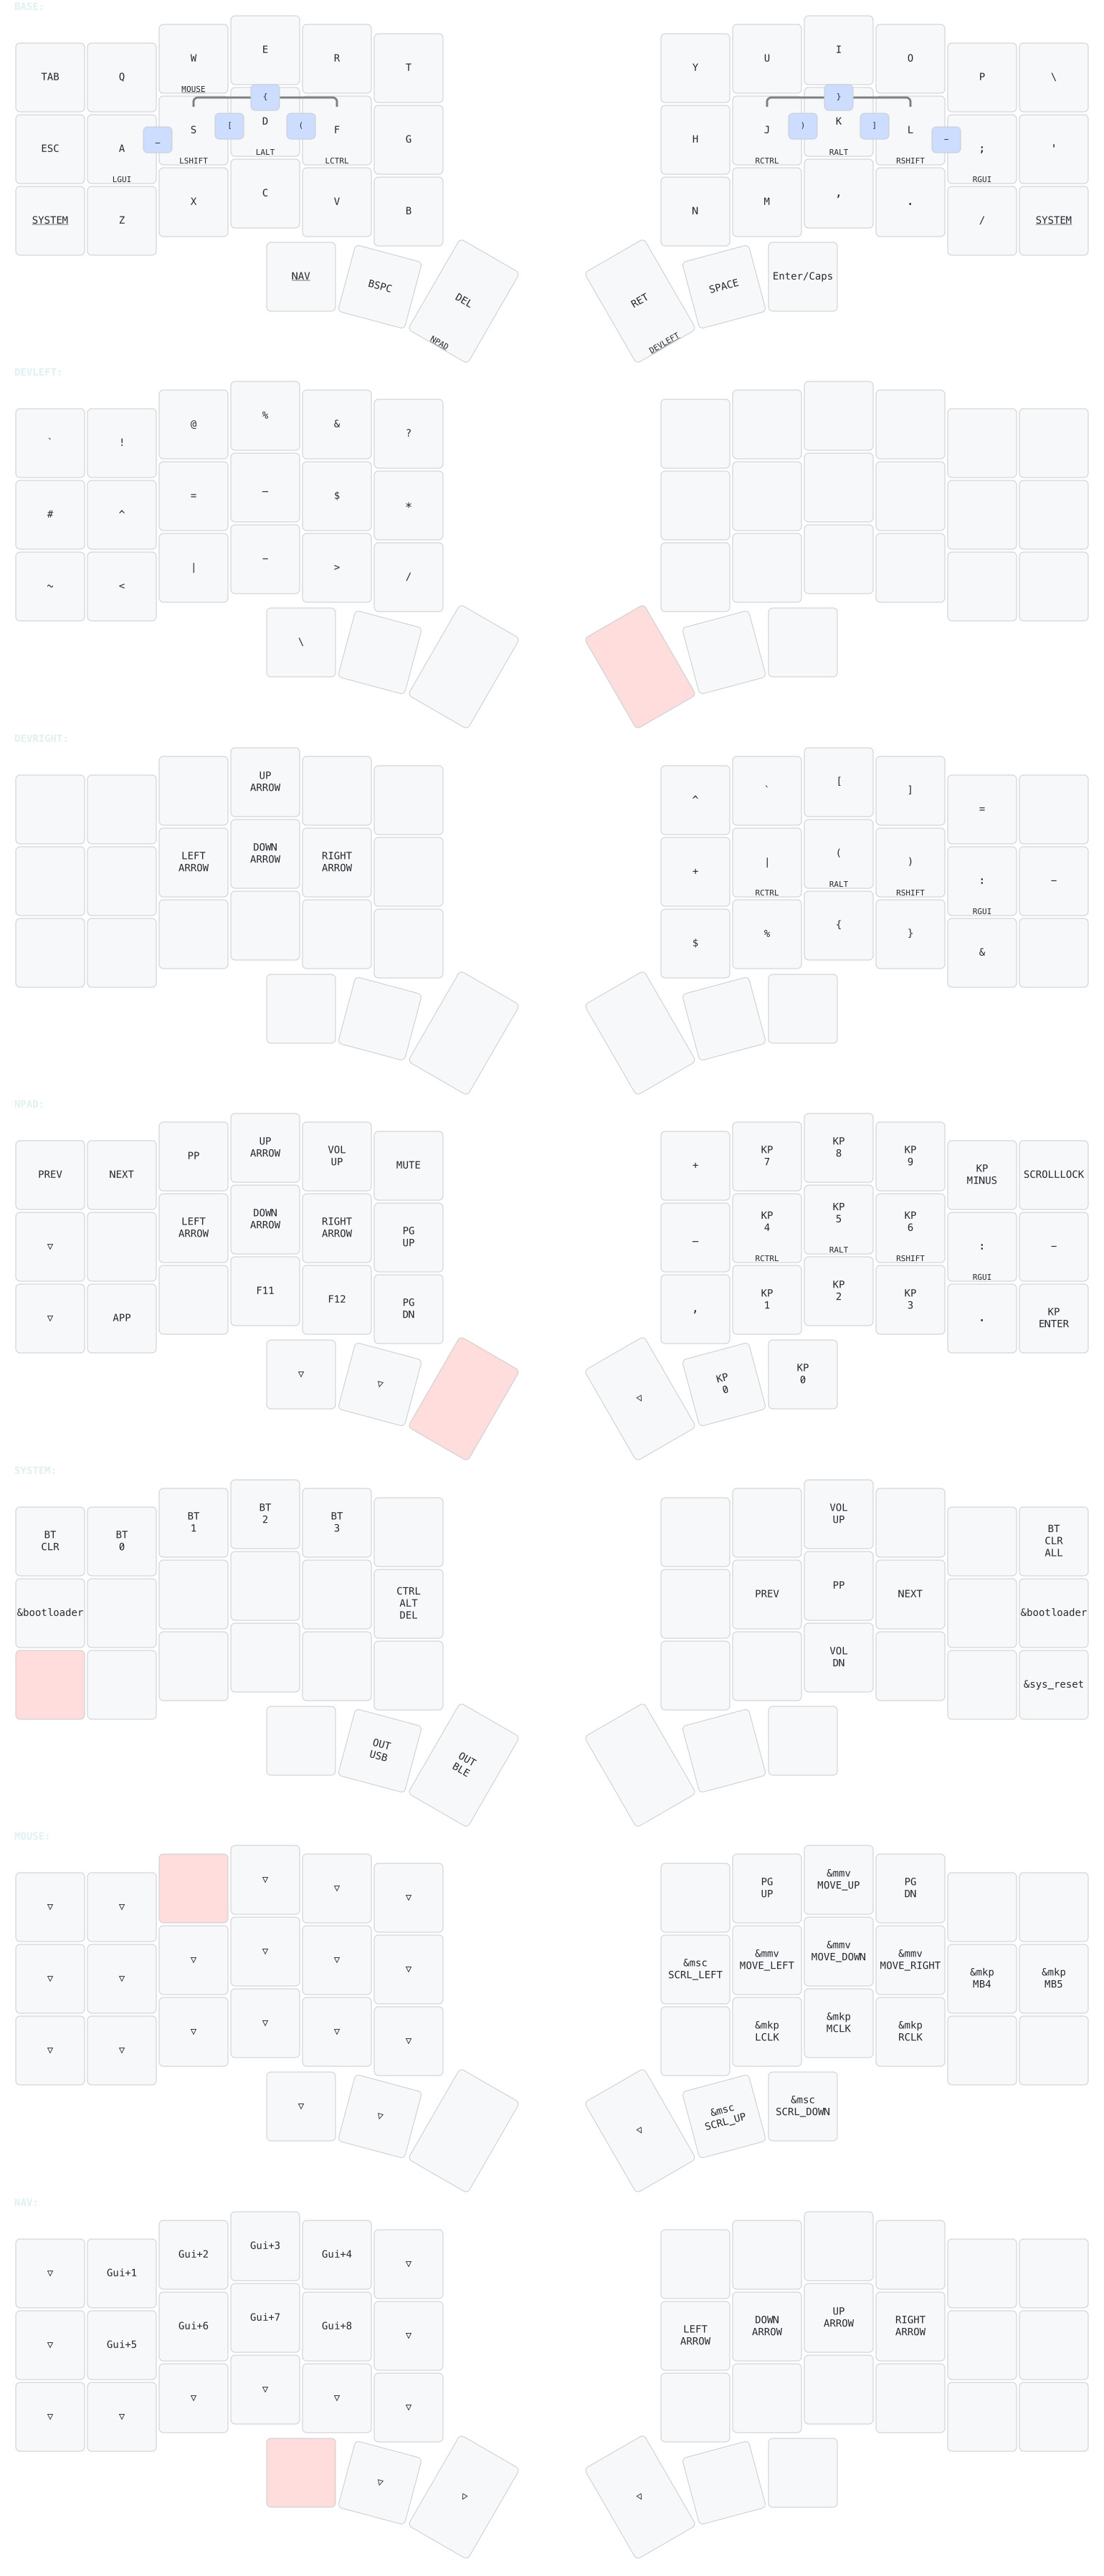 BASE:
TAB Q W E R T Y U I O P \
MOUSE { }
ESC A S D F G H J K L ; '
_ [ ( ) ] −
LGUI LSHIFT LALT LCTRL RCTRL RALT RSHIFT RGUI
SYSTEM Z X C V B N M , . / SYSTEM
NAV BSPC DEL RET SPACE Enter/Caps
NPAD DEVLEFT
DEVLEFT:
` ! @ % & ?
# ^ = − $ *
~ < | − > /
\
DEVRIGHT:
UP
ARROW
^ ` [ ] =
LEFT
ARROW
DOWN
ARROW
RIGHT
ARROW
+ | ( ) : −
RCTRL RALT RSHIFT RGUI
$ % { } &
NPAD:
PREV NEXT PP
UP
ARROW
VOL
UP
MUTE
+
KP
7
KP
8
KP
9
KP
MINUS
SCROLLLOCK
▽
LEFT
ARROW
DOWN
ARROW
RIGHT
ARROW
PG
UP
−
KP
4
RCTRL
KP
5
RALT
KP
6
RSHIFT
:
RGUI
−
▽ APP F11 F12
PG
DN
,
KP
1
KP
2
KP
3
.
KP
ENTER
▽ ▽ ▽
KP
0
KP
0
SYSTEM:
BT
CLR
BT
0
BT
1
BT
2
BT
3
VOL
UP
BT
CLR
ALL
&bootloader
CTRL
ALT
DEL
PREV PP NEXT &bootloader
VOL
DN
&sys_reset
OUT
USB
OUT
BLE
MOUSE:
▽ ▽ ▽ ▽ ▽
PG
UP
&mmv
MOVE_UP
PG
DN
▽ ▽ ▽ ▽ ▽ ▽
&msc
SCRL_LEFT
&mmv
MOVE_LEFT
&mmv
MOVE_DOWN
&mmv
MOVE_RIGHT
&mkp
MB4
&mkp
MB5
▽ ▽ ▽ ▽ ▽ ▽
&mkp
LCLK
&mkp
MCLK
&mkp
RCLK
▽ ▽ ▽
&msc
SCRL_UP
&msc
SCRL_DOWN
NAV:
▽ Gui+1 Gui+2 Gui+3 Gui+4 ▽
▽ Gui+5 Gui+6 Gui+7 Gui+8 ▽
LEFT
ARROW
DOWN
ARROW
UP
ARROW
RIGHT
ARROW
▽ ▽ ▽ ▽ ▽ ▽
▽ ▽ ▽